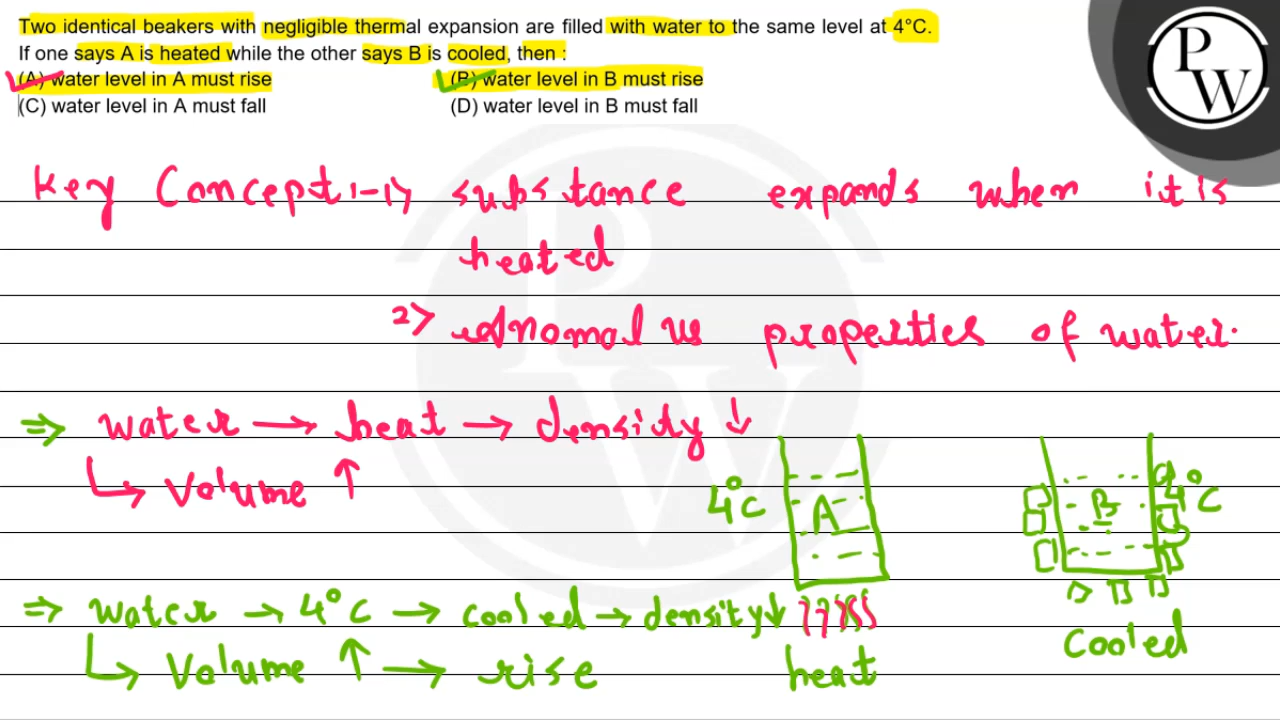 Two identical beakers with negligible thermal expansion are filled with water to the same level at 4°C.
If one says A is heated while the other says B is cooled, then :
(A) water level in A must rise (B) water level in B must rise
(C) water level in A must fall (D) water level in B must fall
P
W
Key Concept :- 1> substance expands when it is
heated
2> Anomalus properties of water.
⇒ water → heat → density ↓
↳ Volume ↑
4°C A
B 4°C
⇒ water → 4°C → cooled → density ↓
↳ Volume ↑ → rise
heat
cooled